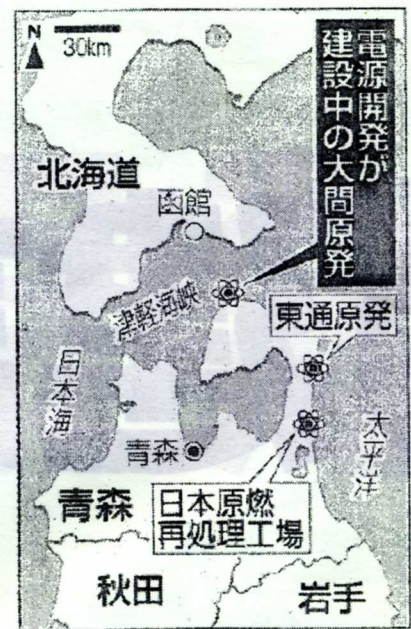 N
30km
電源開発が
建設中の大間原発
北海道
函館
津軽海峡
東通原発
日本海
太平洋
青森
青森
日本原燃
再処理工場
秋田
岩手